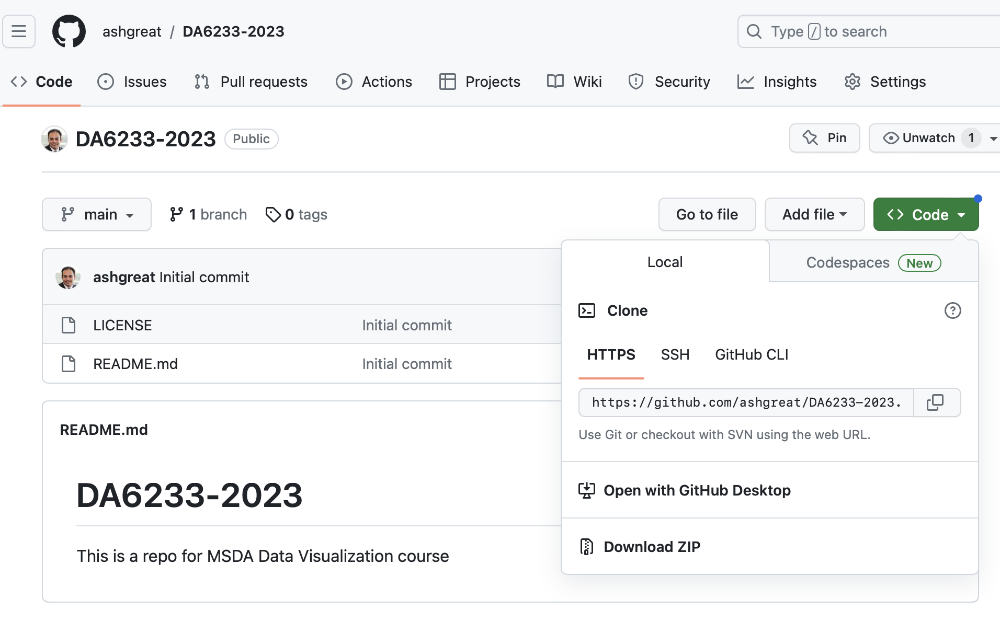 ashgreat / DA6233-2023
Type / to search
Code Issues Pull requests Actions Projects Wiki Security Insights Settings
DA6233-2023 Public
Pin Unwatch 1
main 1 branch 0 tags
Go to file Add file Code
ashgreat Initial commit
LICENSE Initial commit
README.md Initial commit
Local Codespaces New
Clone
HTTPS SSH GitHub CLI
https://github.com/ashgreat/DA6233-2023.
Use Git or checkout with SVN using the web URL.
Open with GitHub Desktop
Download ZIP
README.md
DA6233-2023
This is a repo for MSDA Data Visualization course